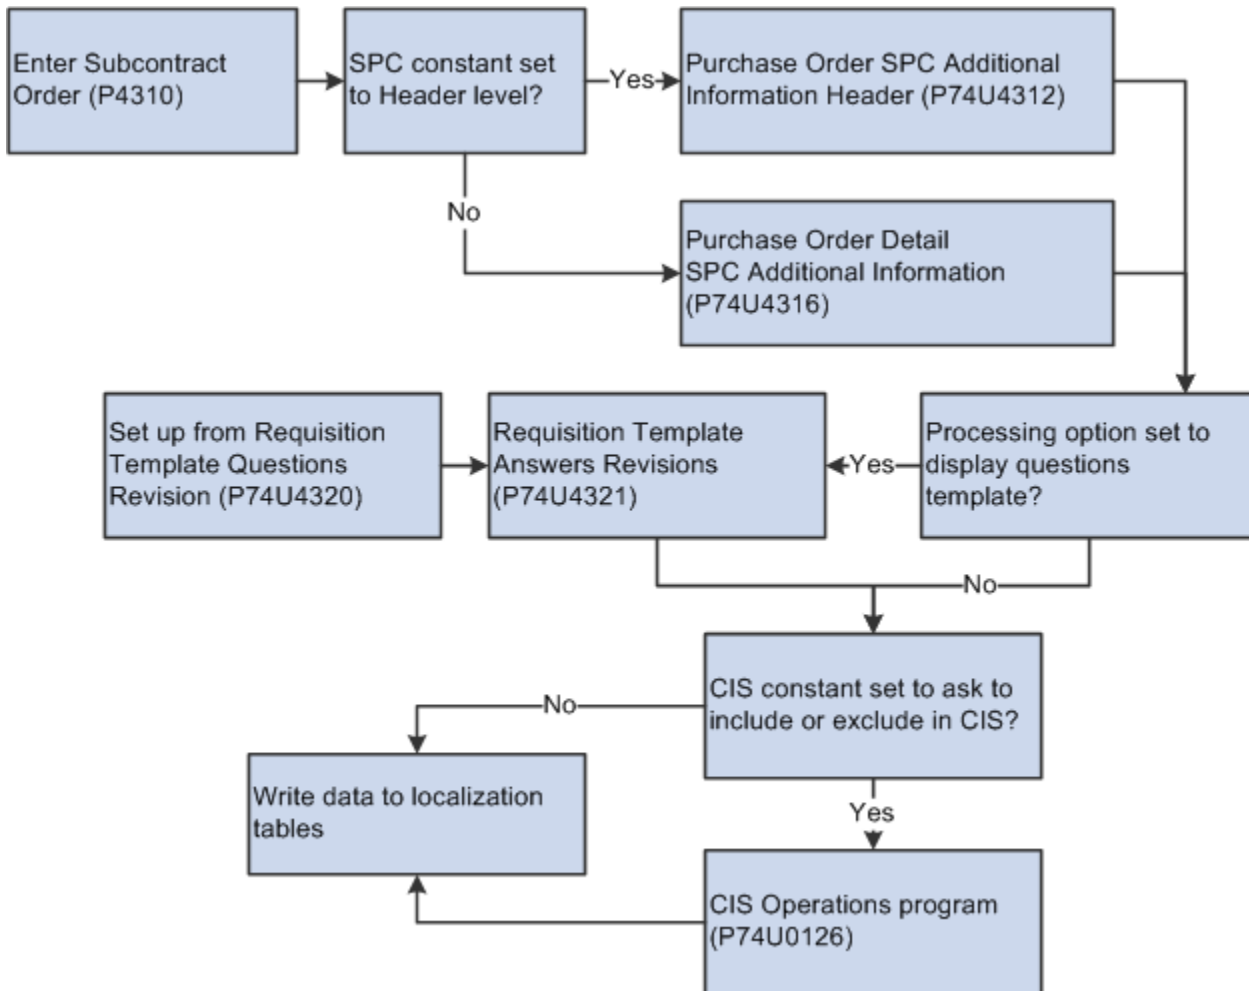 Enter Subcontract
Order (P4310)
SPC constant set
to Header level?
Yes
Purchase Order SPC Additional
Information Header (P74U4312)
No
Purchase Order Detail
SPC Additional Information
(P74U4316)
Set up from Requisition
Template Questions
Revision (P74U4320)
Requisition Template
Answers Revisions
(P74U4321)
Yes
Processing option set to
display questions
template?
No
CIS constant set to ask to
include or exclude in CIS?
No
Write data to localization
tables
Yes
CIS Operations program
(P74U0126)